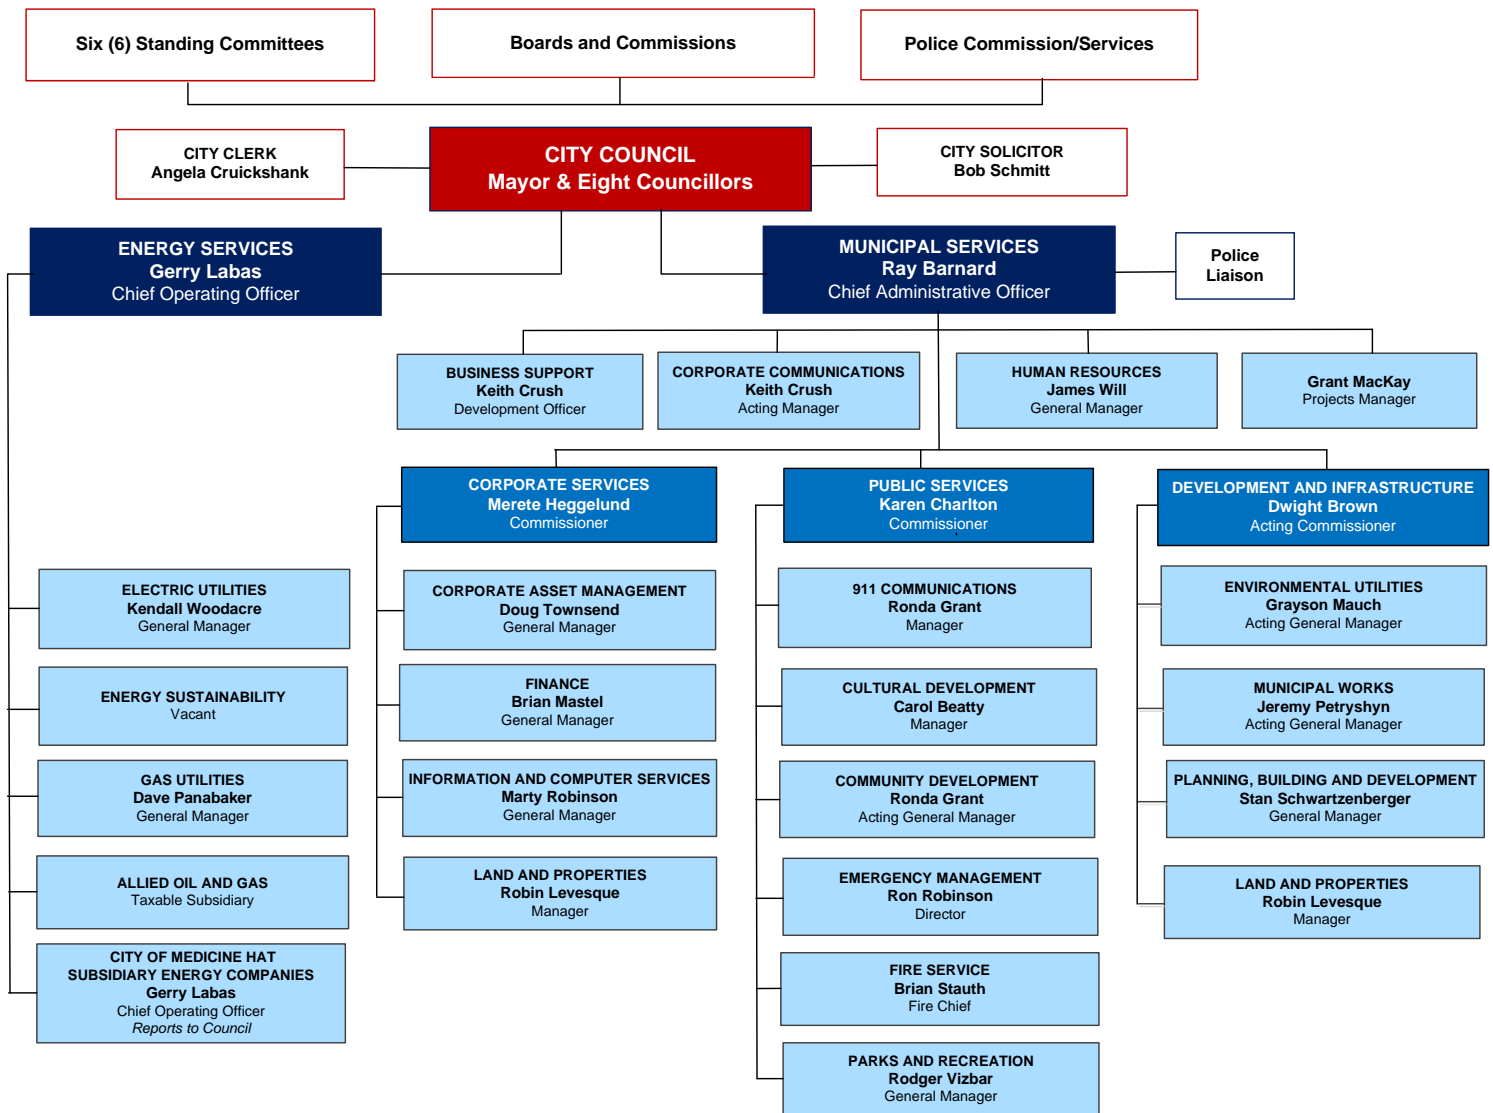 Six (6) Standing Committees
Boards and Commissions
Police Commission/Services
CITY CLERK
Angela Cruickshank
CITY COUNCIL
Mayor & Eight Councillors
CITY SOLICITOR
Bob Schmitt
ENERGY SERVICES
Gerry Labas
Chief Operating Officer
MUNICIPAL SERVICES
Ray Barnard
Chief Administrative Officer
Police
Liaison
BUSINESS SUPPORT
Keith Crush
Development Officer
CORPORATE COMMUNICATIONS
Keith Crush
Acting Manager
HUMAN RESOURCES
James Will
General Manager
Grant MacKay
Projects Manager
CORPORATE SERVICES
Merete Heggelund
Commissioner
PUBLIC SERVICES
Karen Charlton
Commissioner
DEVELOPMENT AND INFRASTRUCTURE
Dwight Brown
Acting Commissioner
ELECTRIC UTILITIES
Kendall Woodacre
General Manager
ENERGY SUSTAINABILITY
Vacant
GAS UTILITIES
Dave Panabaker
General Manager
ALLIED OIL AND GAS
Taxable Subsidiary
CITY OF MEDICINE HAT
SUBSIDIARY ENERGY COMPANIES
Gerry Labas
Chief Operating Officer
Reports to Council
CORPORATE ASSET MANAGEMENT
Doug Townsend
General Manager
FINANCE
Brian Mastel
General Manager
INFORMATION AND COMPUTER SERVICES
Marty Robinson
General Manager
LAND AND PROPERTIES
Robin Levesque
Manager
911 COMMUNICATIONS
Ronda Grant
Manager
CULTURAL DEVELOPMENT
Carol Beatty
Manager
COMMUNITY DEVELOPMENT
Ronda Grant
Acting General Manager
EMERGENCY MANAGEMENT
Ron Robinson
Director
FIRE SERVICE
Brian Stauth
Fire Chief
PARKS AND RECREATION
Rodger Vizbar
General Manager
ENVIRONMENTAL UTILITIES
Grayson Mauch
Acting General Manager
MUNICIPAL WORKS
Jeremy Petryshyn
Acting General Manager
PLANNING, BUILDING AND DEVELOPMENT
Stan Schwartzenberger
General Manager
LAND AND PROPERTIES
Robin Levesque
Manager